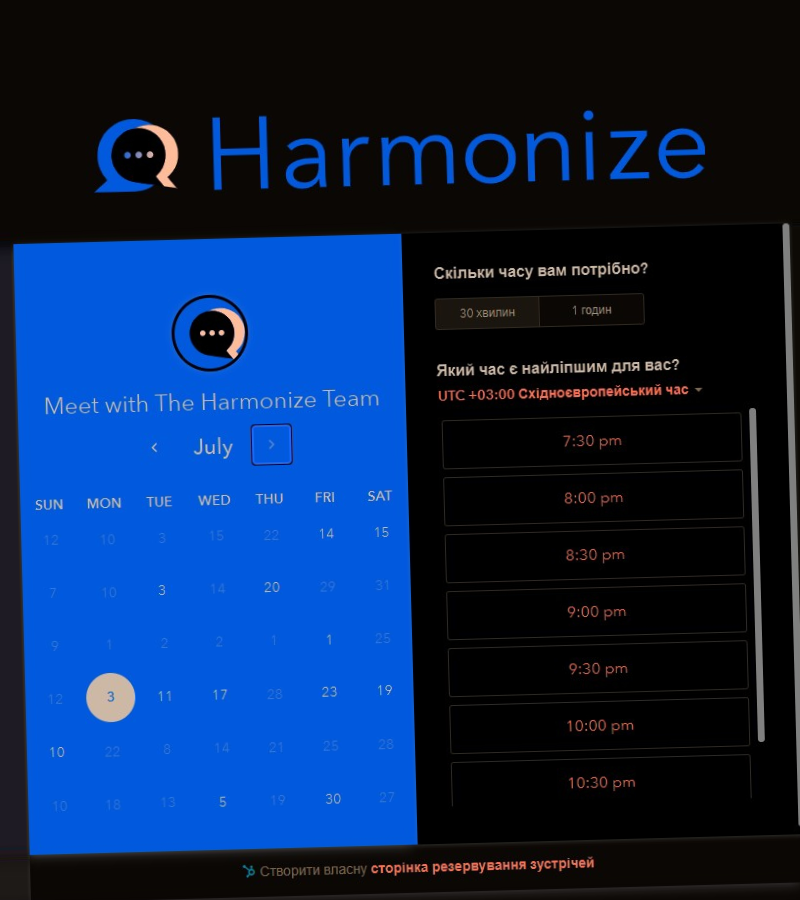 Harmonize
Meet with The Harmonize Team
July
SUN MON TUE WED THU FRI SAT
12 10 3 15 22 14 15
7 10 3 14 20 29 31
9 1 2 2 1 1 25
12 3 11 17 28 23 19
10 22 8 14 21 25 28
10 18 13 5 19 30 27
Скільки часу вам потрібно?
30 хвилин 1 годин
Який час є найліпшим для вас?
UTC +03:00 Східноєвропейський час
7:30 pm
8:00 pm
8:30 pm
9:00 pm
9:30 pm
10:00 pm
10:30 pm
Створити власну сторінка резервування зустрічей